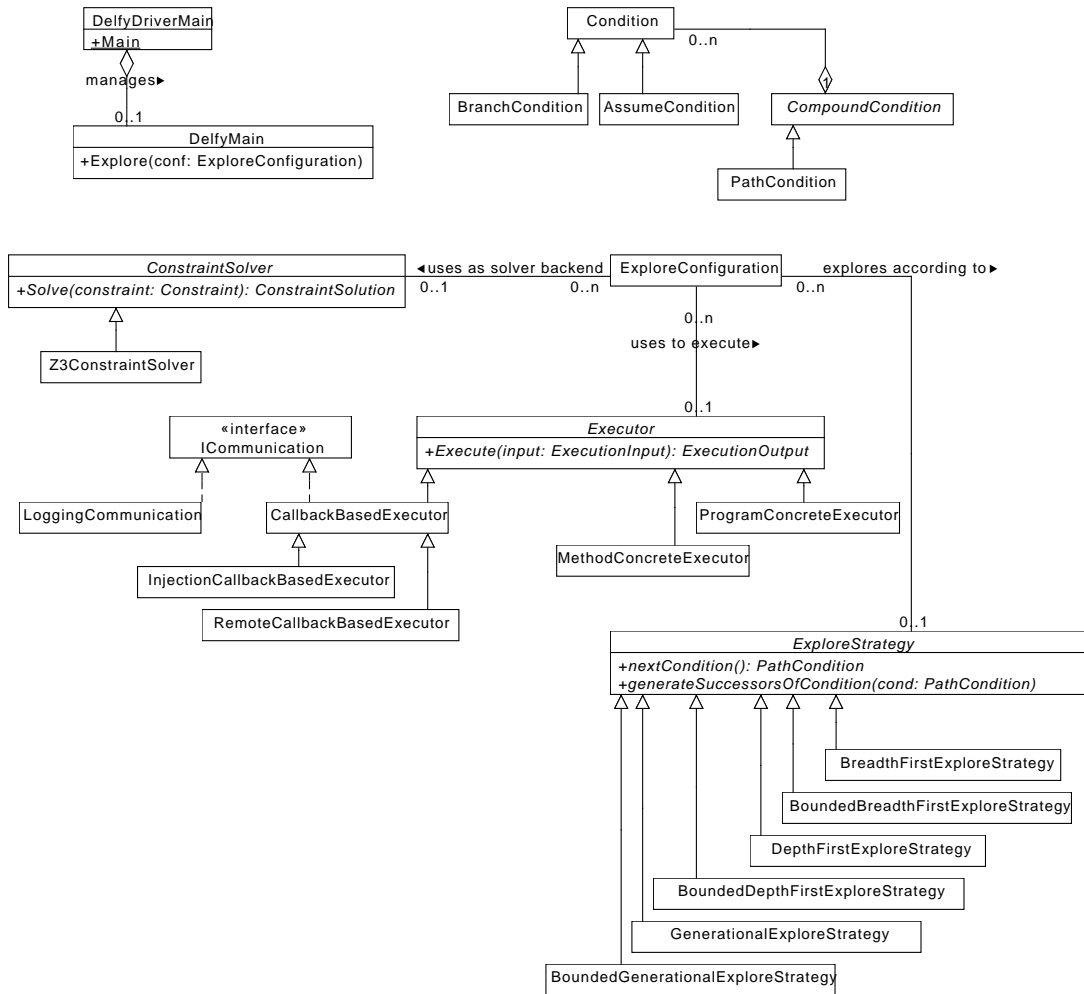 DelfyDriverMain
+Main
manages►
0..1
DelfyMain
+Explore(conf: ExploreConfiguration)
Condition
0..n
BranchCondition
AssumeCondition
1
CompoundCondition
PathCondition
ConstraintSolver
+Solve(constraint: Constraint): ConstraintSolution
◄uses as solver backend
0..1
0..n
ExploreConfiguration
explores according to►
0..n
Z3ConstraintSolver
0..n
uses to execute►
0..1
«interface»
ICommunication
Executor
+Execute(input: ExecutionInput): ExecutionOutput
LoggingCommunication
CallbackBasedExecutor
ProgramConcreteExecutor
MethodConcreteExecutor
InjectionCallbackBasedExecutor
RemoteCallbackBasedExecutor
0..1
ExploreStrategy
+nextCondition(): PathCondition
+generateSuccessorsOfCondition(cond: PathCondition)
BreadthFirstExploreStrategy
BoundedBreadthFirstExploreStrategy
DepthFirstExploreStrategy
BoundedDepthFirstExploreStrategy
GenerationalExploreStrategy
BoundedGenerationalExploreStrategy